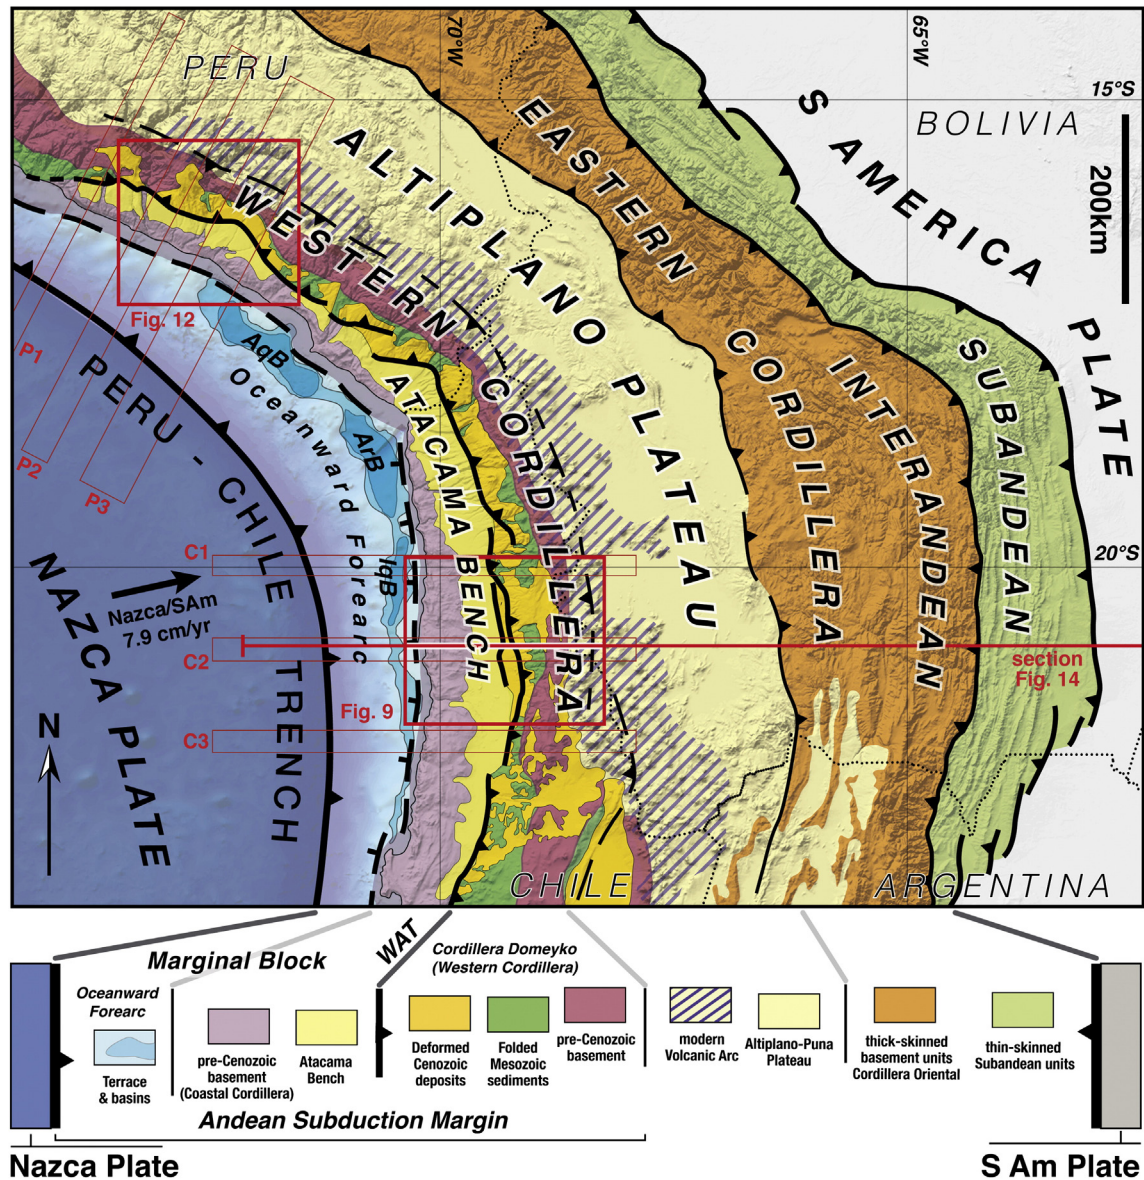 70°W
65°W
PERU
15°S
BOLIVIA
S AMERICA PLATE
200km
EASTERN CORDILLERA
ALTIPLANO PLATEAU
WESTERN CORDILLERA
INTERANDEAN
SUBANDEAN
Fig. 12
P1
P2
P3
AqB
Oceanward Forearc
ArB
IqB
ATACAMA BENCH
PERU - CHILE TRENCH
20°S
C1
Nazca/SAm
7.9 cm/yr
NAZCA PLATE
C2
section
Fig. 14
Fig. 9
C3
N
CHILE
ARGENTINA
Marginal Block
WAT
Cordillera Domeyko
(Western Cordillera)
Oceanward
Forearc
Terrace
& basins
pre-Cenozoic
basement
(Coastal Cordillera)
Atacama
Bench
Deformed
Cenozoic
deposits
Folded
Mesozoic
sediments
pre-Cenozoic
basement
modern
Volcanic Arc
Altiplano-Puna
Plateau
thick-skinned
basement units
Cordillera Oriental
thin-skinned
Subandean units
Andean Subduction Margin
Nazca Plate
S Am Plate